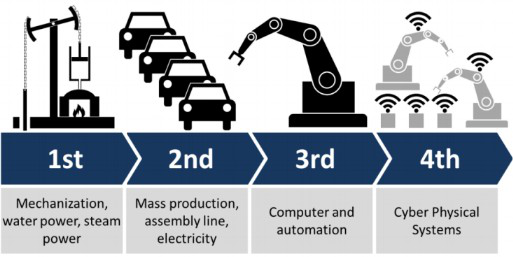 1st
2nd
3rd
4th
Mechanization,
water power, steam
power
Mass production,
assembly line,
electricity
Computer and
automation
Cyber Physical
Systems